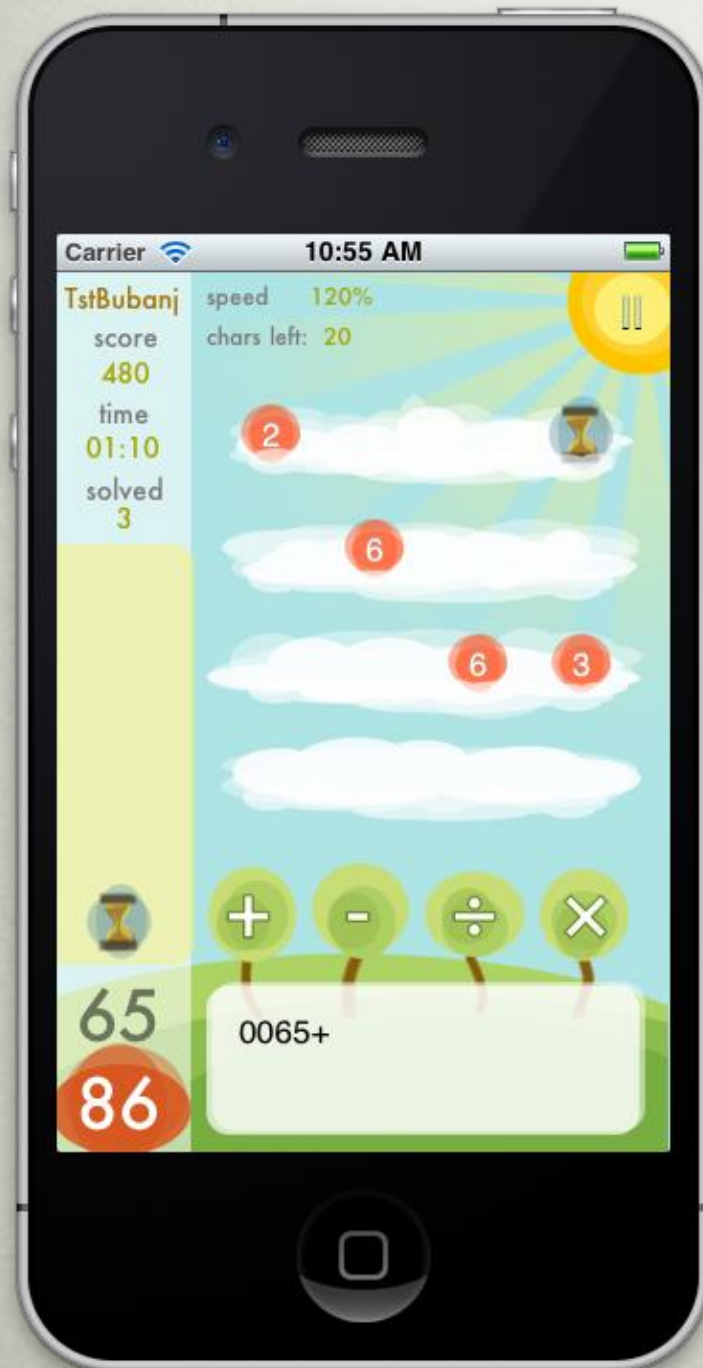 Carrier 10:55 AM
TstBubanj
score
480
time
01:10
solved
3
speed 120%
chars left: 20
2
6
6 3
+ - ÷ ×
65
86
0065+